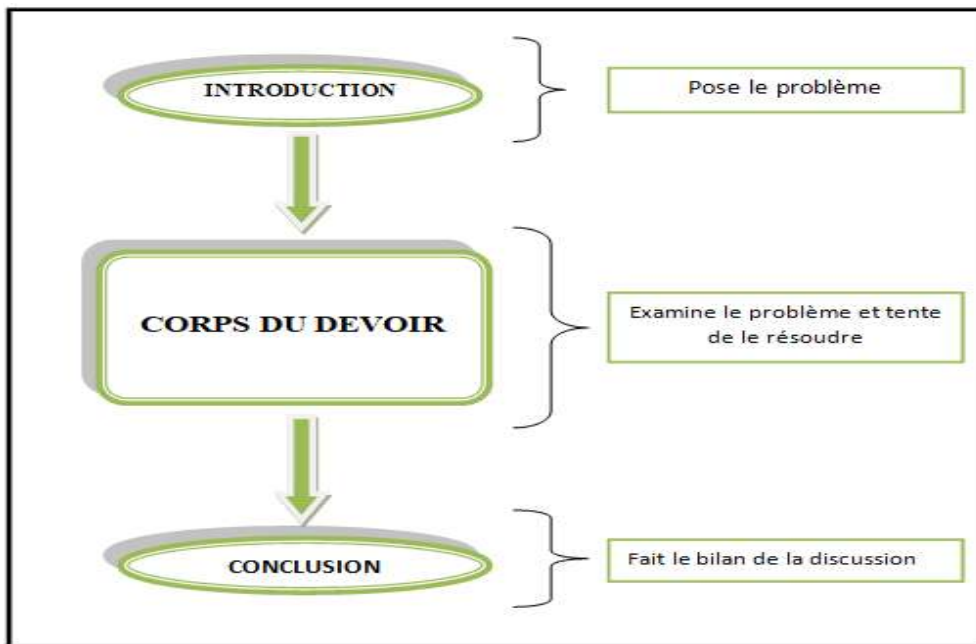 INTRODUCTION
Pose le problème
CORPS DU DEVOIR
Examine le problème et tente
de le résoudre
CONCLUSION
Fait le bilan de la discussion